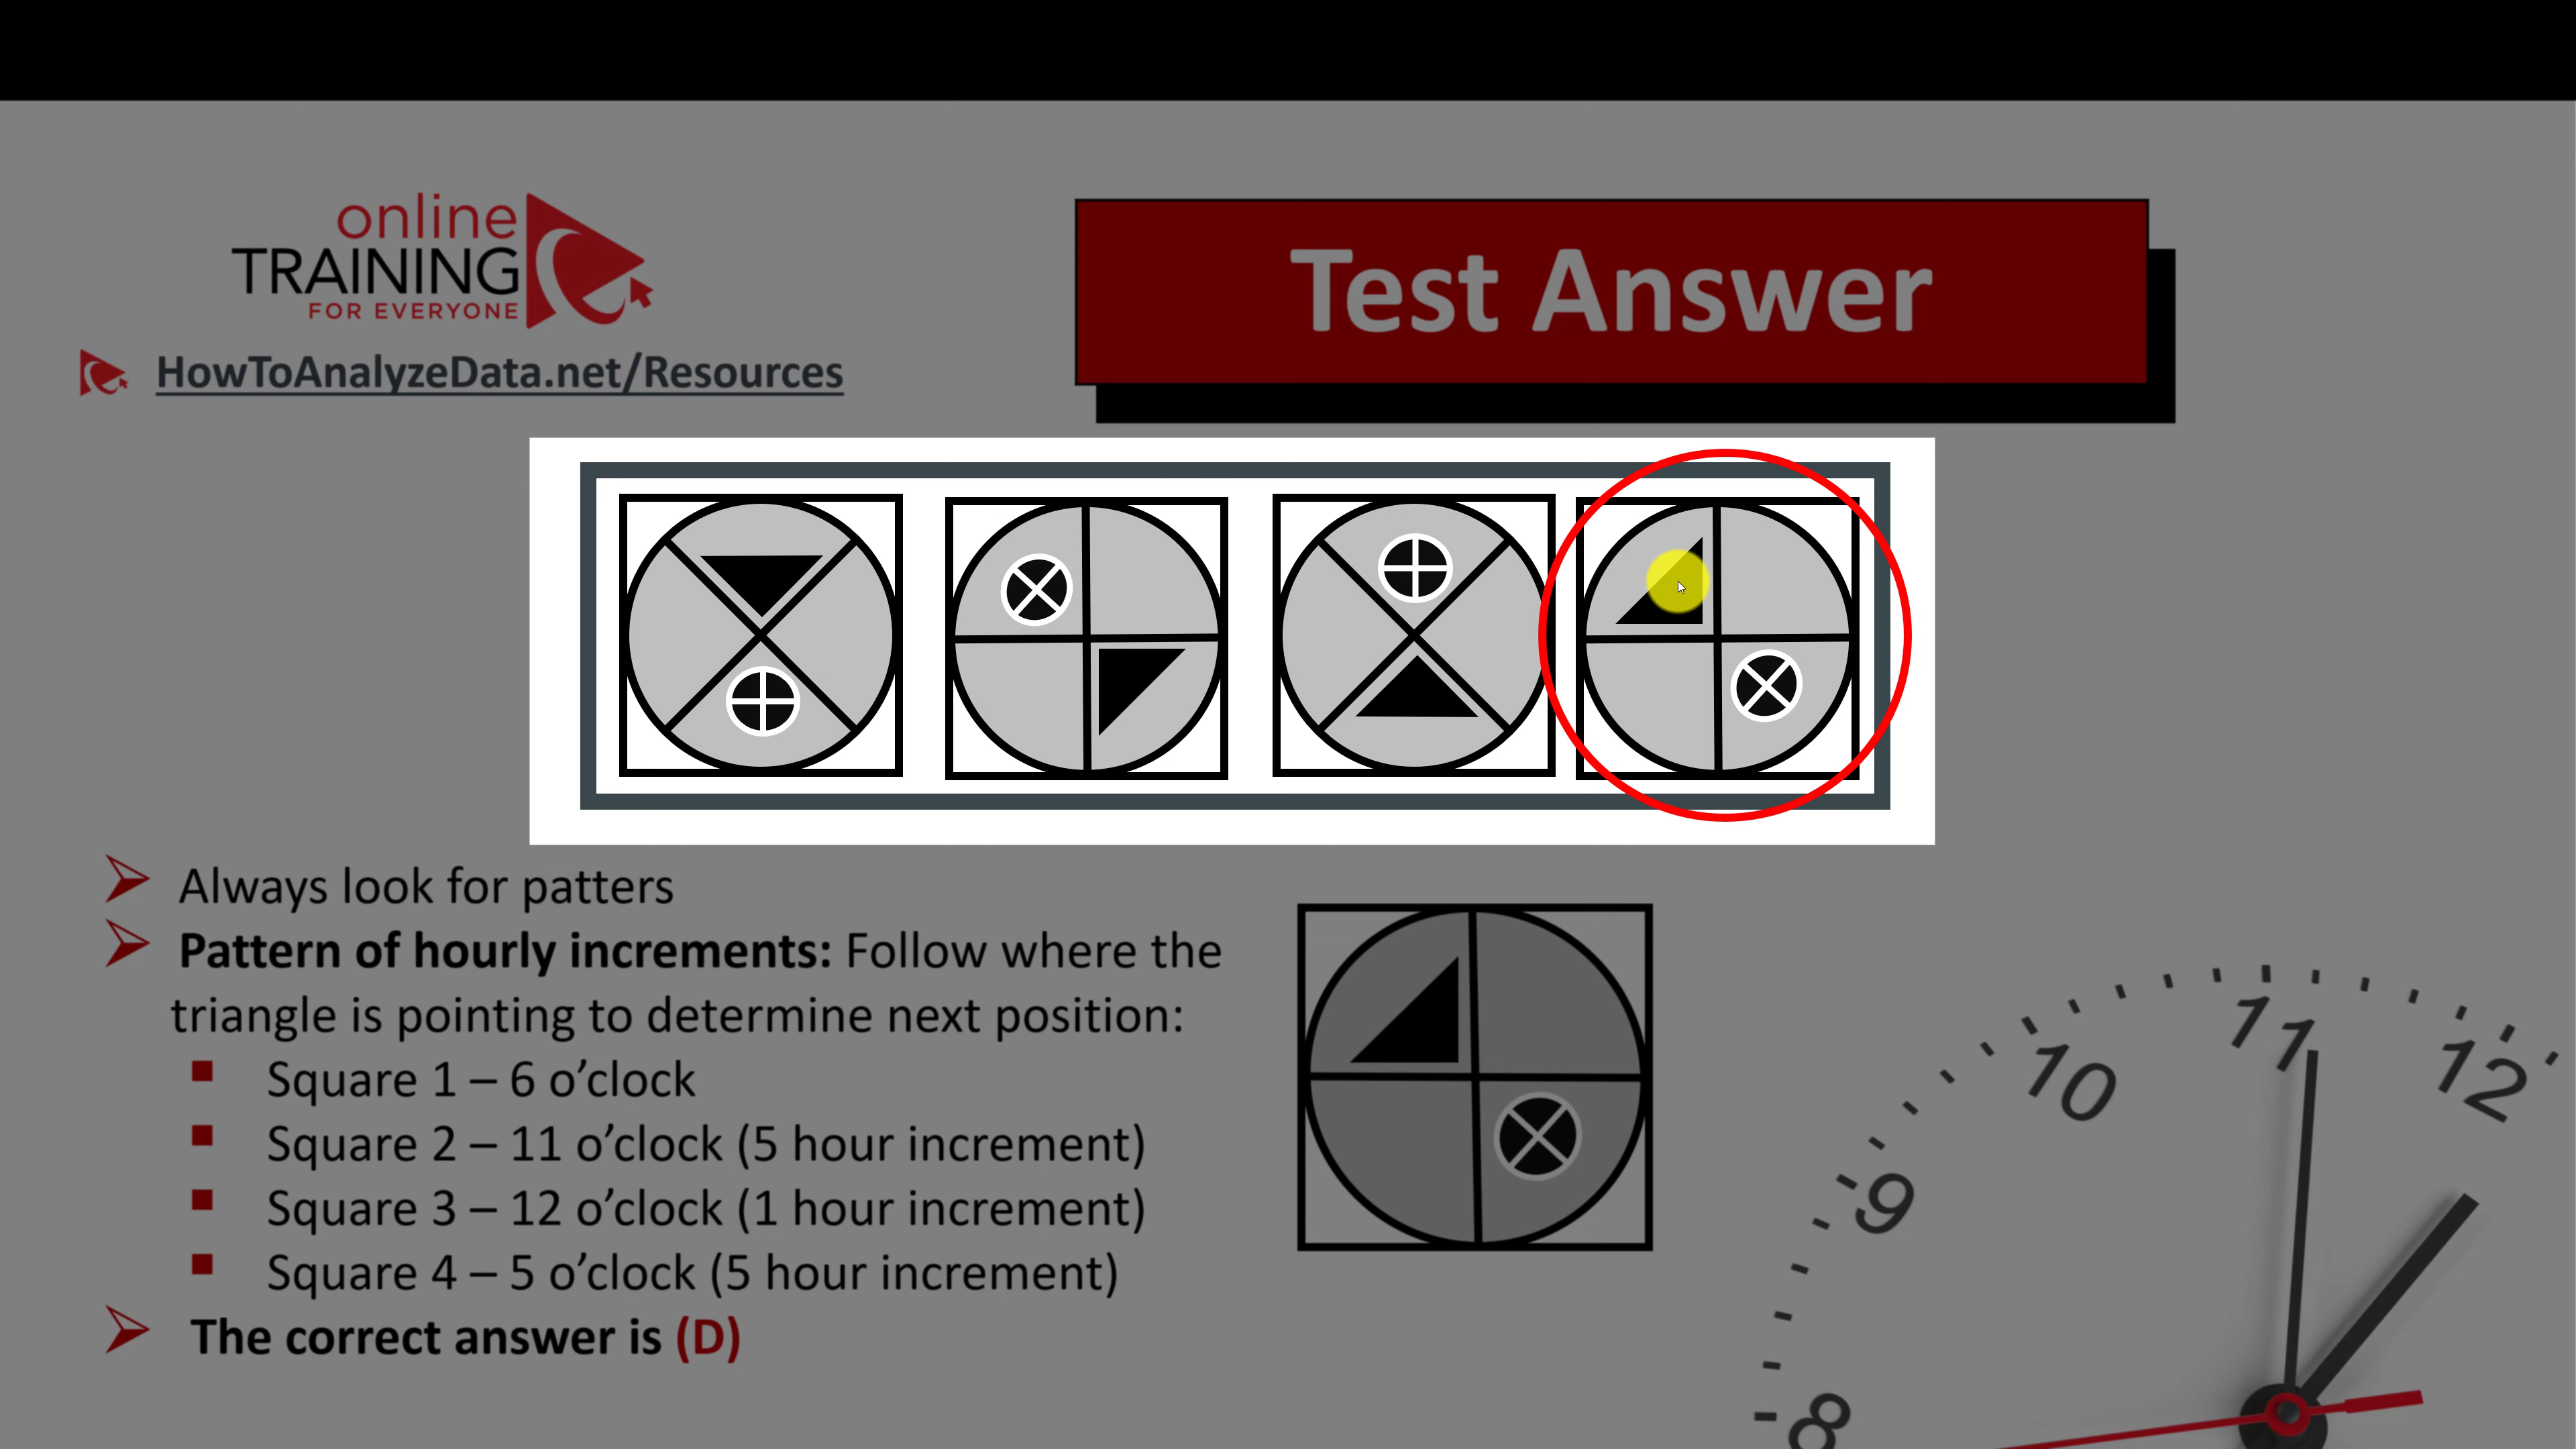 online
TRAINING
FOR EVERYONE
HowToAnalyzeData.net/Resources
Test Answer
Always look for patters
Pattern of hourly increments: Follow where the
triangle is pointing to determine next position:
Square 1 – 6 o’clock
Square 2 – 11 o’clock (5 hour increment)
Square 3 – 12 o’clock (1 hour increment)
Square 4 – 5 o’clock (5 hour increment)
The correct answer is (D)
11
12
10
9
8